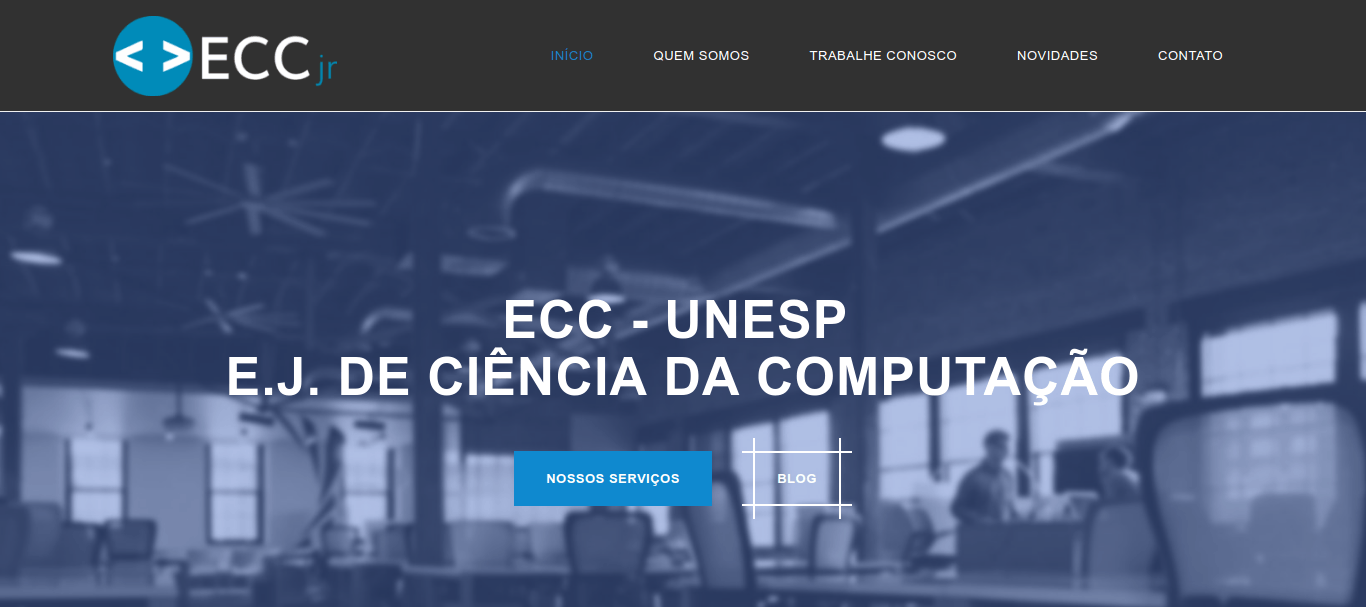 <> ECC jr
INÍCIO
QUEM SOMOS
TRABALHE CONOSCO
NOVIDADES
CONTATO
ECC - UNESP
E.J. DE CIÊNCIA DA COMPUTAÇÃO
NOSSOS SERVIÇOS
BLOG